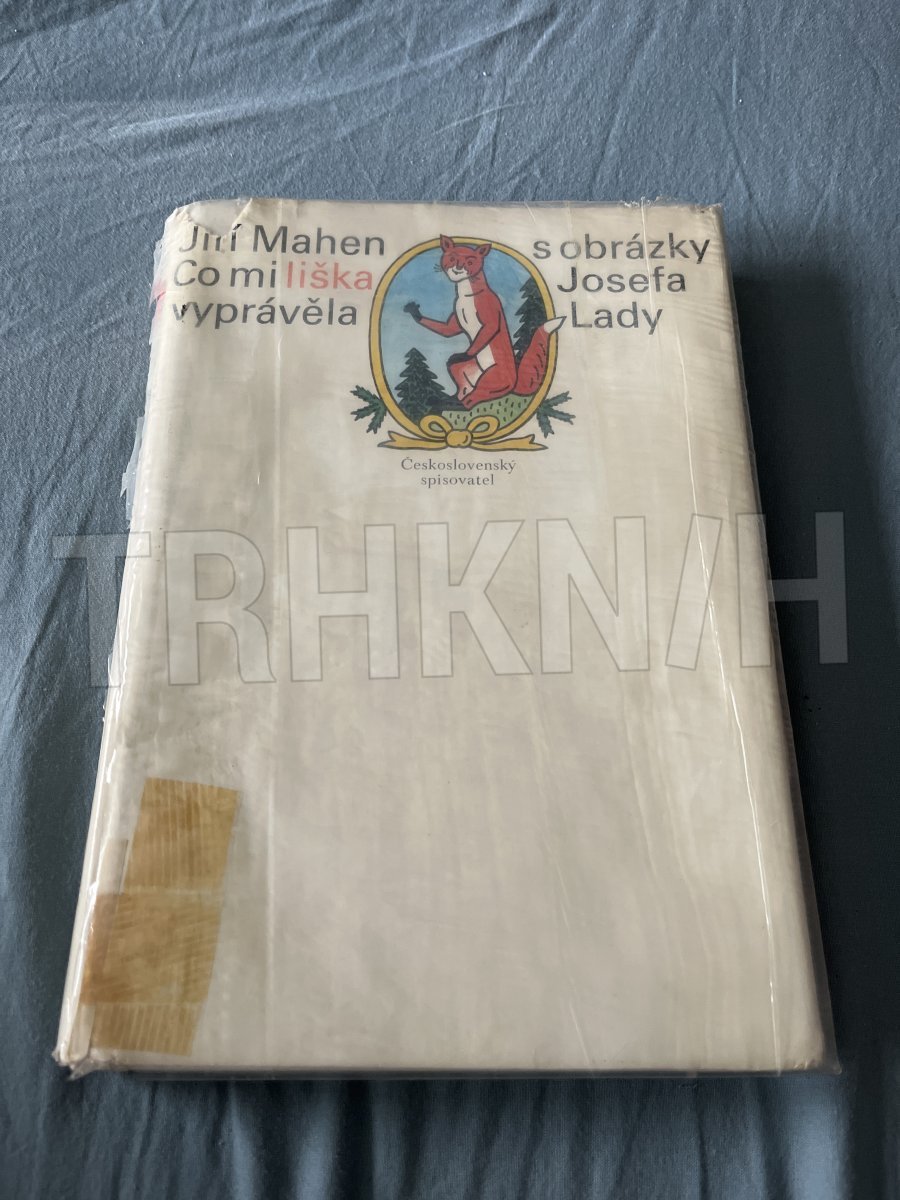 Jiří Mahen
Co mi liška
vyprávěla
s obrázky
Josefa
Lady
Československý
spisovatel
TRHKNIH